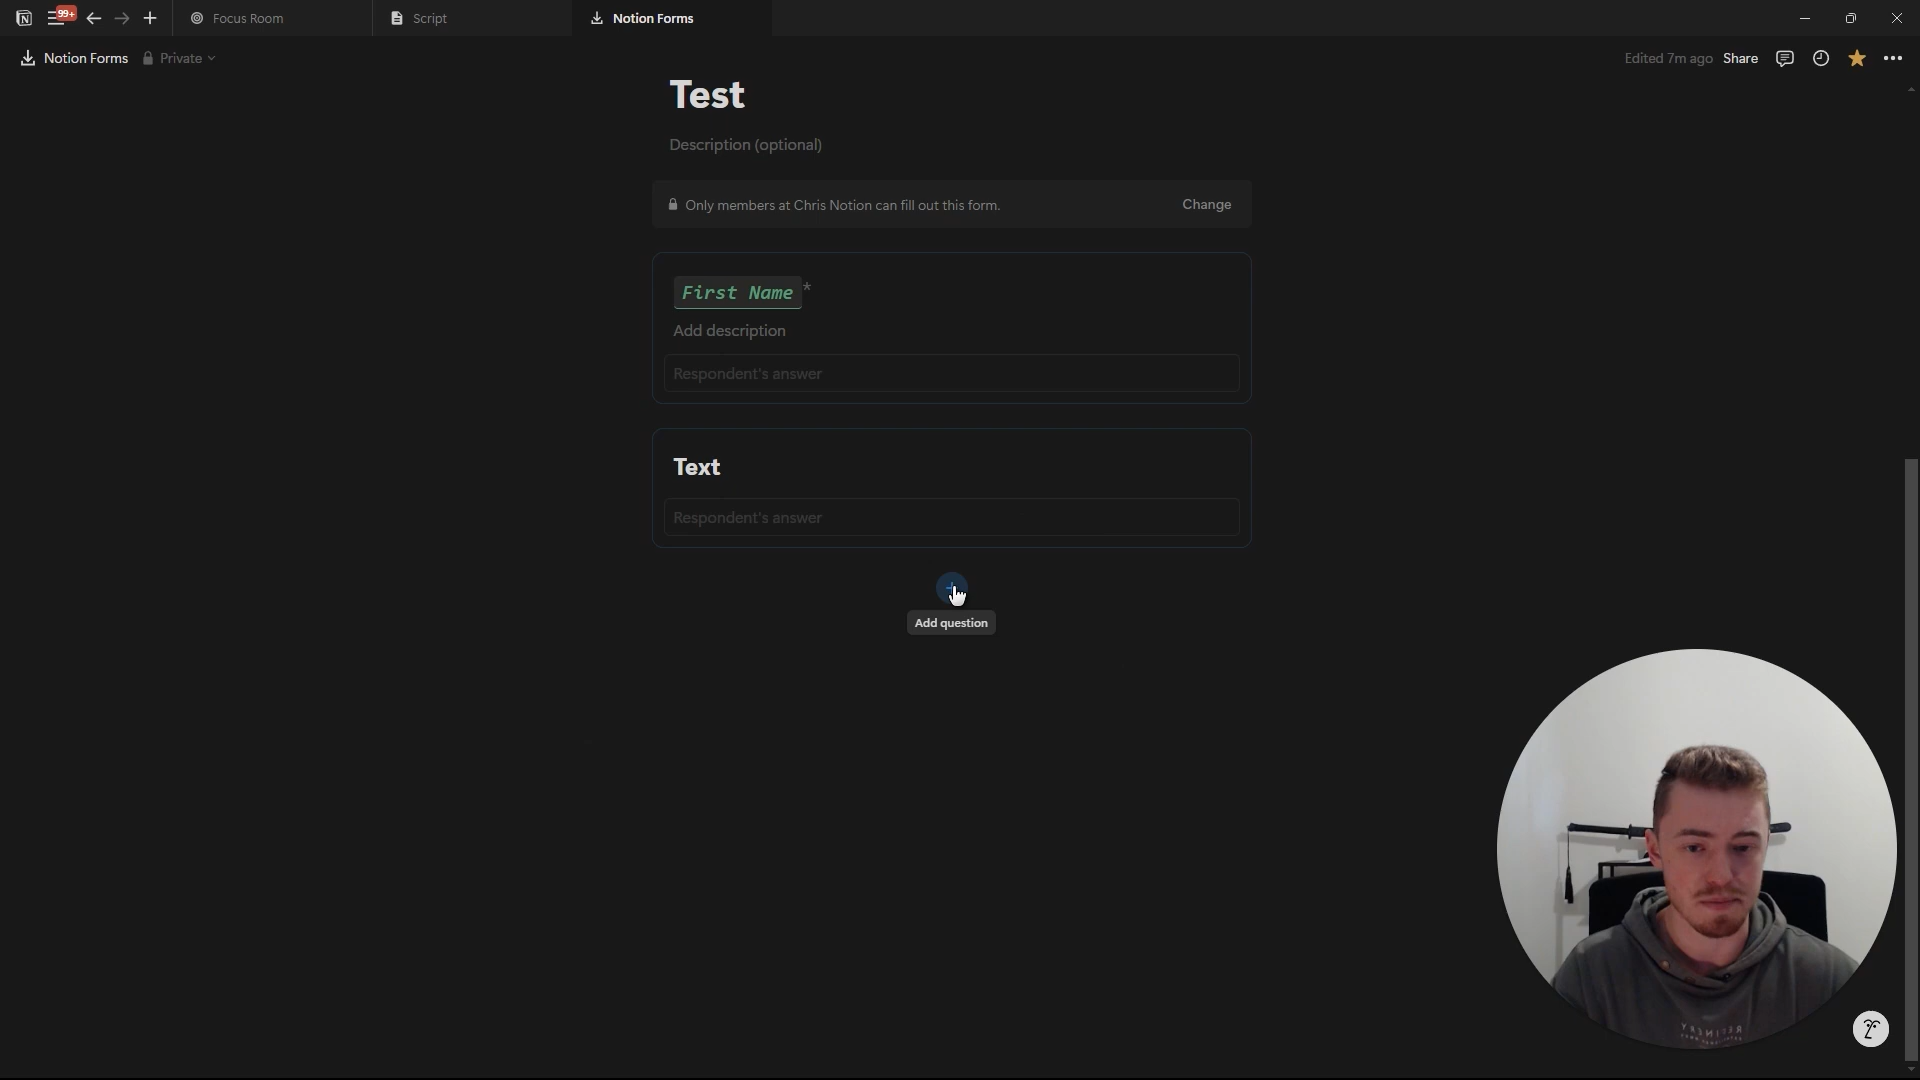 99+
Focus Room
Script
Notion Forms
Notion Forms
Private
Edited 7m ago
Share
Test
Description (optional)
Only members at Chris Notion can fill out this form.
Change
First Name*
Add description
Respondent's answer
Text
Respondent's answer
Add question